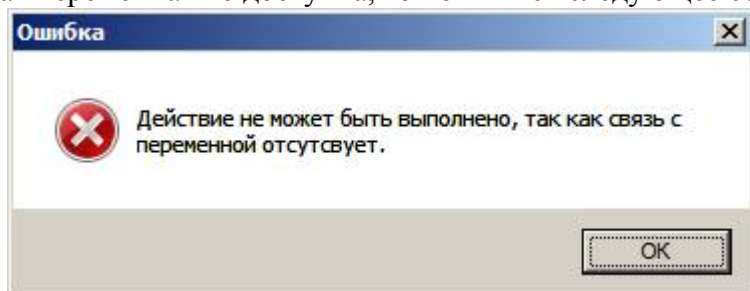 Ошибка
Действие не может быть выполнено, так как связь с
переменной отсутсвует.
OK